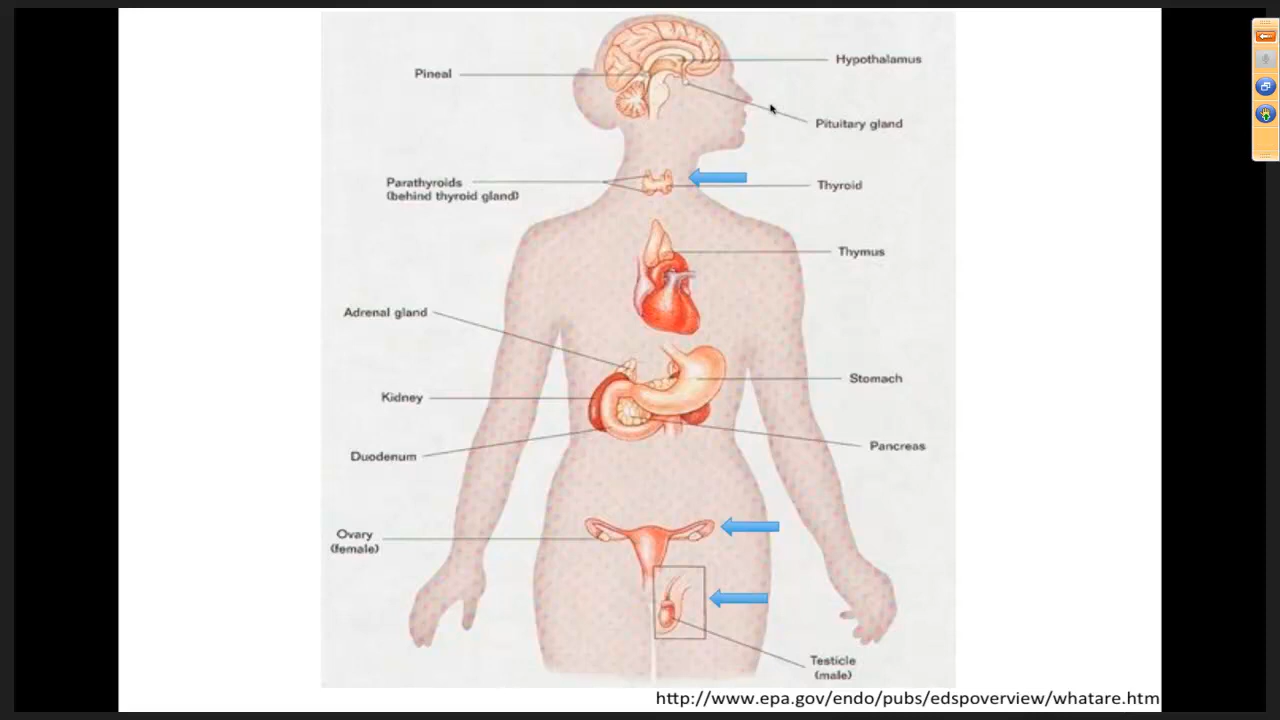 Hypothalamus
Pineal
Pituitary gland
Parathyroids
(behind thyroid gland)
Thyroid
Thymus
Adrenal gland
Stomach
Kidney
Pancreas
Duodenum
Ovary
(female)
Testicle
(male)
http://www.epa.gov/endo/pubs/edspoverview/whatare.htm